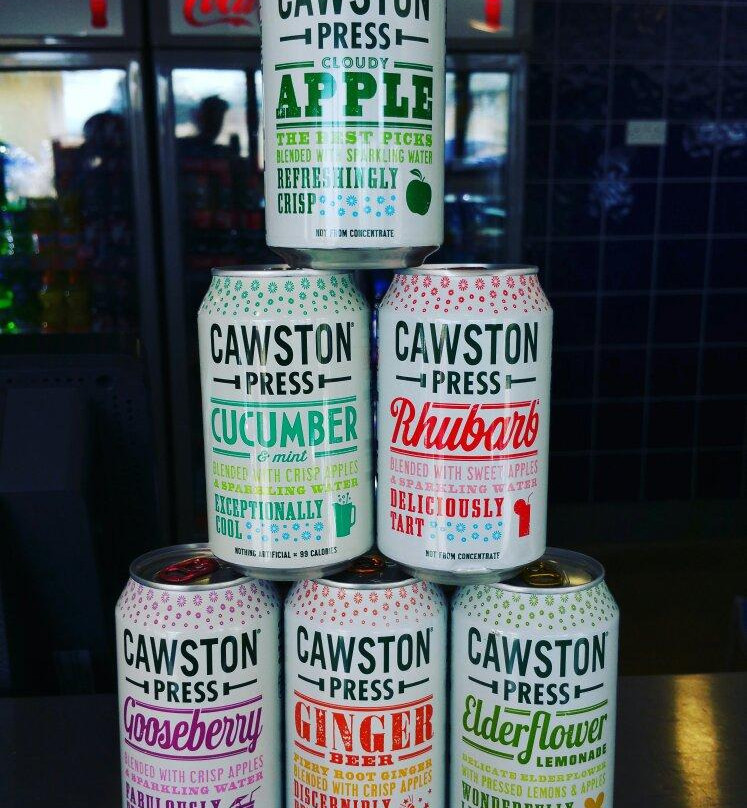 CAWSTON
PRESS
CLOUDY
APPLE
THE BEST PICKS
BLENDED WITH SPARKLING WATER
REFRESHINGLY
CRISP
NOT FROM CONCENTRATE
CAWSTON
PRESS
CUCUMBER
& mint
BLENDED WITH CRISP APPLES
& SPARKLING WATER
EXCEPTIONALLY
COOL
NOTHING ARTIFICIAL * 99 CALORIES
CAWSTON
PRESS
Rhubarb
BLENDED WITH SWEET APPLES
& SPARKLING WATER
DELICIOUSLY
TART
NOT FROM CONCENTRATE
CAWSTON
PRESS
Gooseberry
BLENDED WITH CRISP APPLES
& SPARKLING WATER
FABULOUSLY
CAWSTON
PRESS
GINGER
BEER
FIERY ROOT GINGER
BLENDED WITH CRISP APPLES
DISCERNIBLY
CAWSTON
PRESS
Elderflower
LEMONADE
DELICATE ELDERFLOWER
WITH PRESSED LEMONS & APPLES
WONDERFULLY